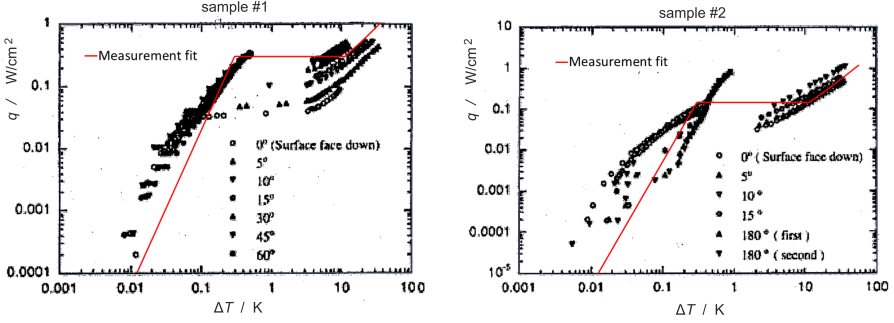 sample #1
1
0.1
0.01
0.001
0.0001
q / W/cm²
Measurement fit
0° (Surface face down)
5°
10°
15°
30°
45°
60°
0.001 0.01 0.1 1 10 100
ΔT / K
sample #2
10
1
0.1
0.01
0.001
0.0001
10⁻⁵
q / W/cm²
Measurement fit
0° ( Surface face down)
5°
10°
15°
180° ( first )
180° ( second )
0.001 0.01 0.1 1 10 100
ΔT / K